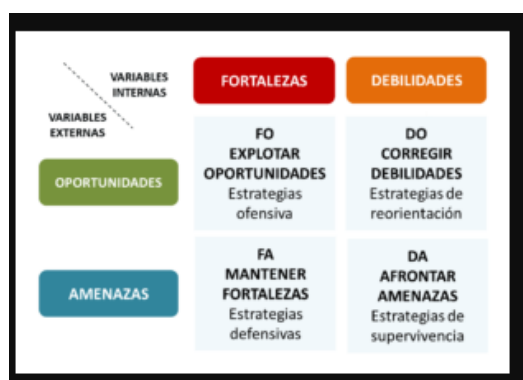 VARIABLES
INTERNAS
VARIABLES
EXTERNAS
FORTALEZAS
DEBILIDADES
OPORTUNIDADES
FO
EXPLOTAR
OPORTUNIDADES
Estrategias
ofensiva
DO
CORREGIR
DEBILIDADES
Estrategias de
reorientación
AMENAZAS
FA
MANTENER
FORTALEZAS
Estrategias
defensivas
DA
AFRONTAR
AMENAZAS
Estrategias de
supervivencia